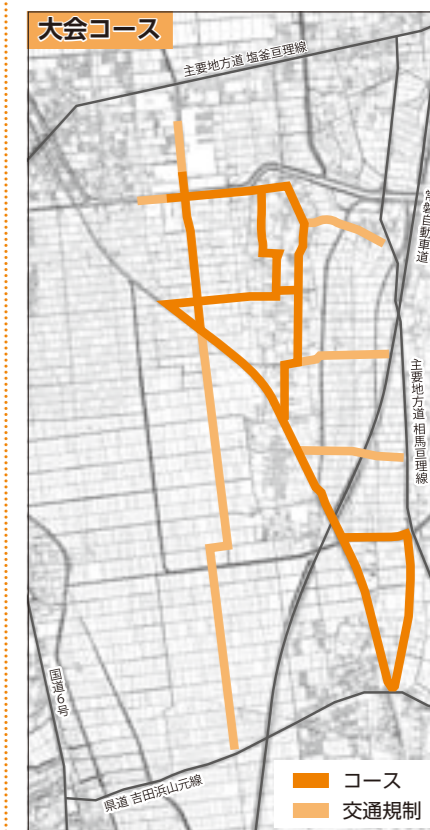 大会コース
主要地方道 塩釜亘理線
常磐自動車道
主要地方道 相馬亘理線
国道6号
県道 吉田浜山元線
コース
交通規制